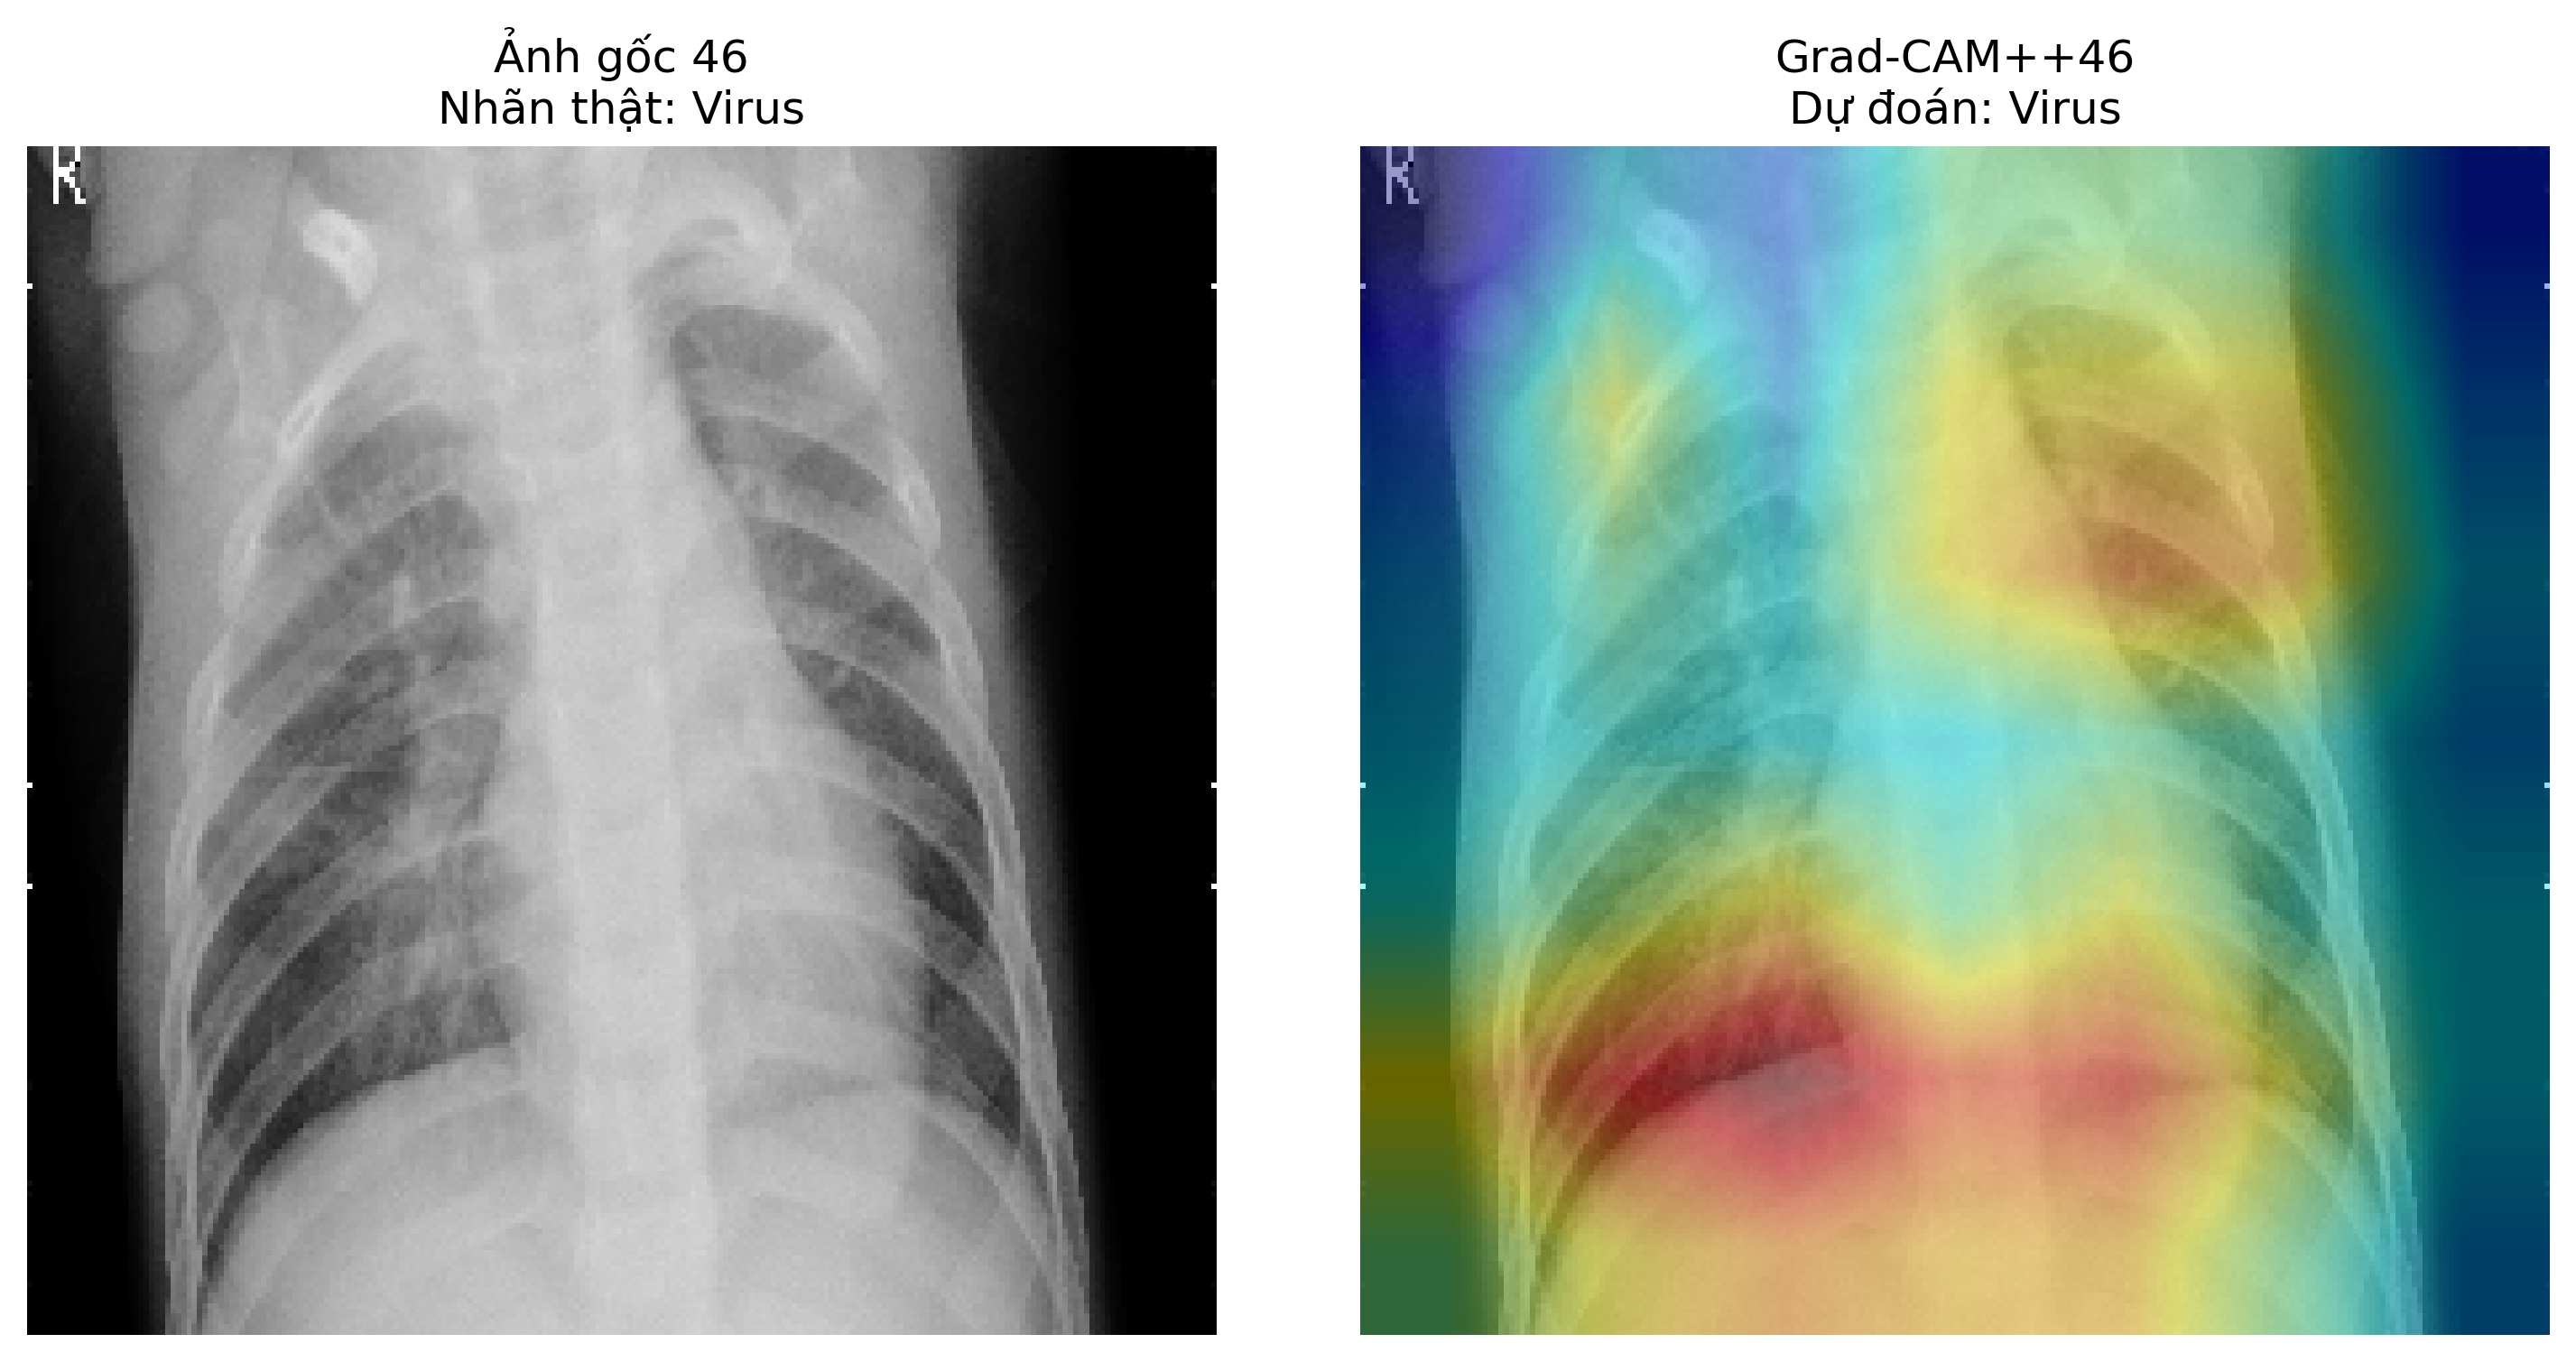 Ảnh gốc 46
Nhãn thật: Virus
R
Grad-CAM++46
Dự đoán: Virus
R